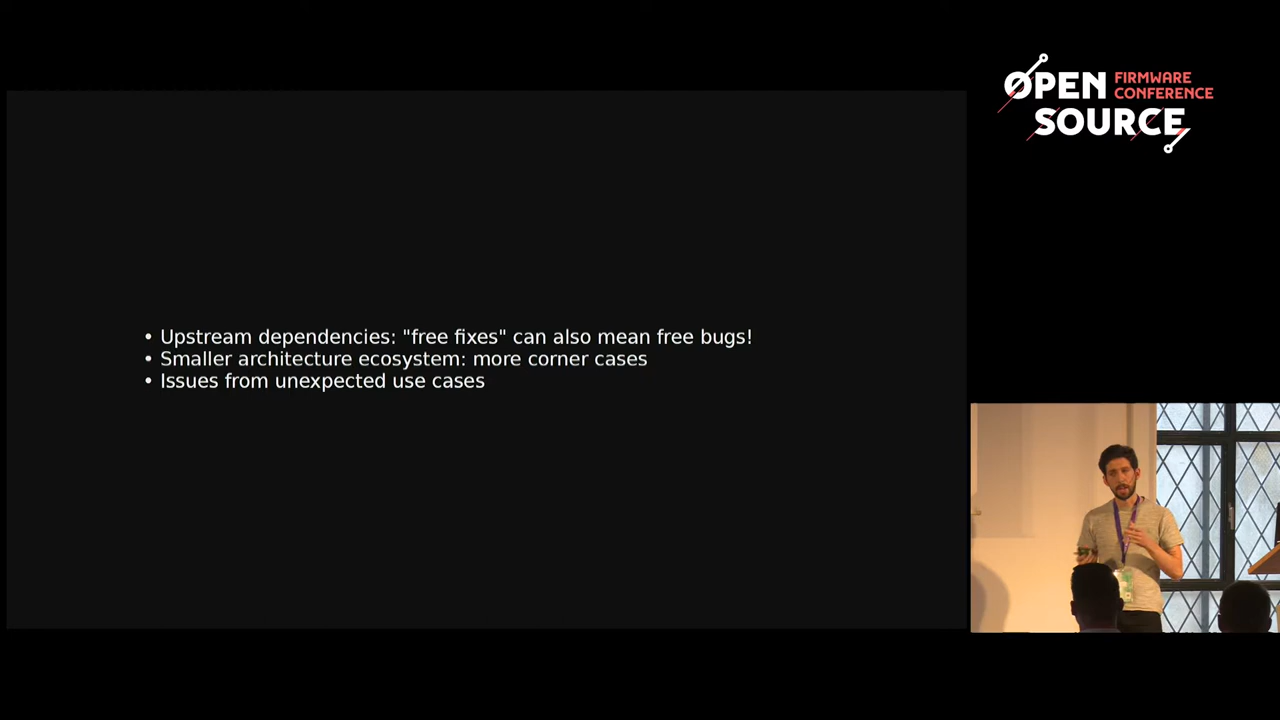 OPEN FIRMWARE
CONFERENCE
SOURCE
• Upstream dependencies: "free fixes" can also mean free bugs!
• Smaller architecture ecosystem: more corner cases
• Issues from unexpected use cases